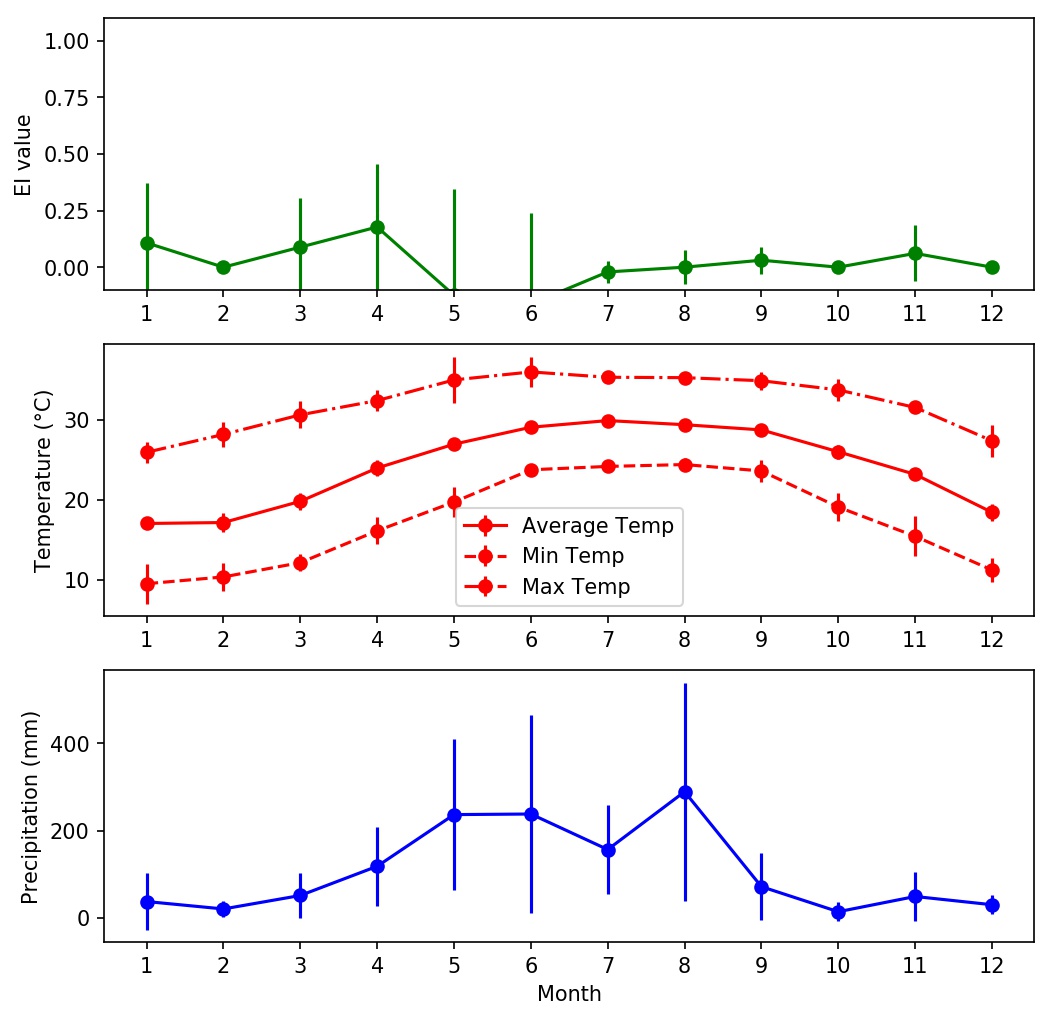 EI value
1.00
0.75
0.50
0.25
0.00
1 2 3 4 5 6 7 8 9 10 11 12
Temperature (°C)
30
20
10
Average Temp
Min Temp
Max Temp
1 2 3 4 5 6 7 8 9 10 11 12
Precipitation (mm)
400
200
0
1 2 3 4 5 6 7 8 9 10 11 12
Month